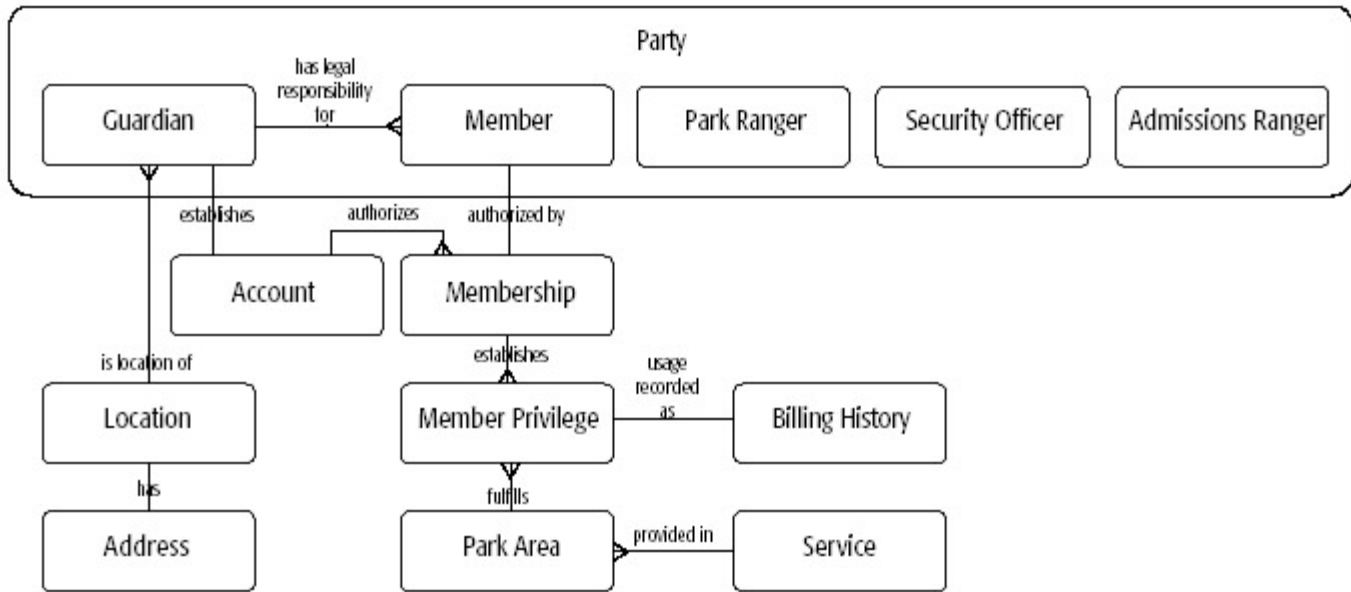 Party
has legal
responsibility
for
Guardian
Member
Park Ranger
Security Officer
Admissions Ranger
establishes
authorizes
authorized by
Account
Membership
is location of
establishes
usage
recorded
as
Location
Member Privilege
Billing History
has
fulfills
Address
Park Area
provided in
Service